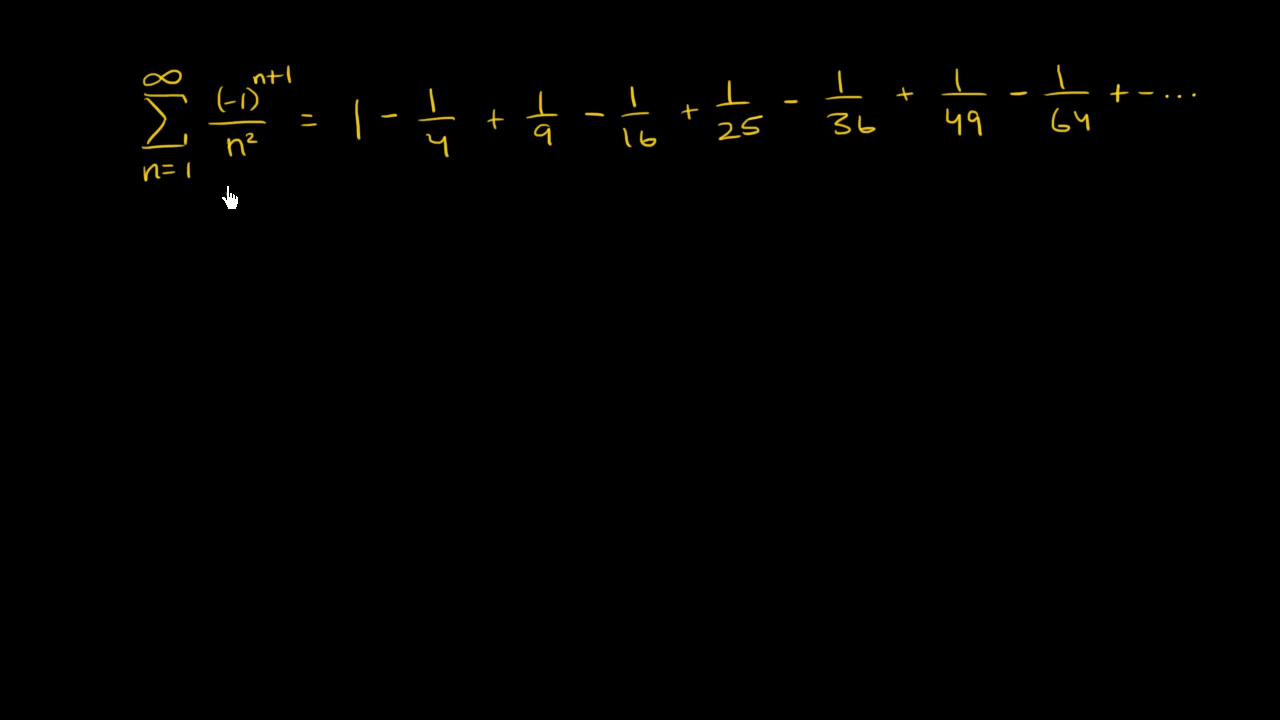 ∞∑n=1 (-1)^(n+1)/n² = 1 - 1/4 + 1/9 - 1/16 + 1/25 - 1/36 + 1/49 - 1/64 + - ...